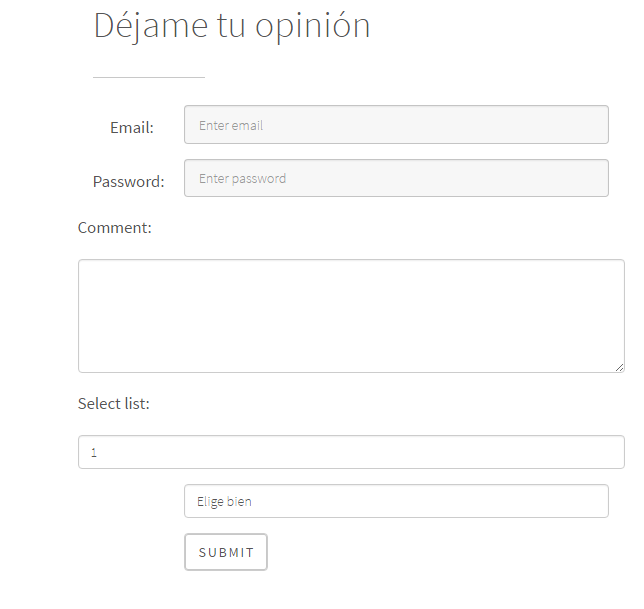 Déjame tu opinión
Email: Enter email
Password: Enter password
Comment:
Select list:
1
Elige bien
SUBMIT